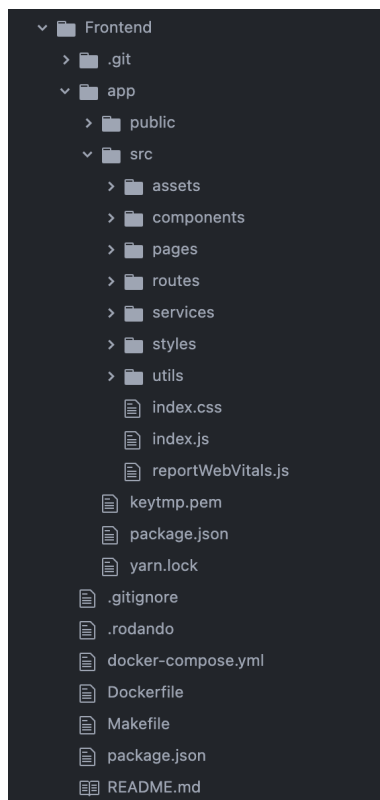 Frontend
.git
app
public
src
assets
components
pages
routes
services
styles
utils
index.css
index.js
reportWebVitals.js
keytmp.pem
package.json
yarn.lock
.gitignore
.rodando
docker-compose.yml
Dockerfile
Makefile
package.json
README.md